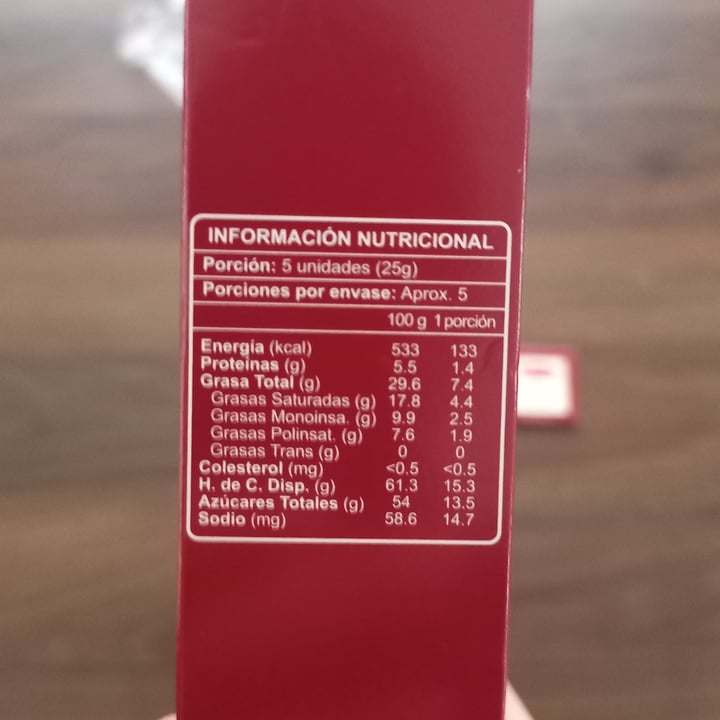 INFORMACIÓN NUTRICIONAL
Porción: 5 unidades (25g)
Porciones por envase: Aprox. 5
100 g 1 porción
Energía (kcal) 533 133
Proteínas (g) 5.5 1.4
Grasa Total (g) 29.6 7.4
Grasas Saturadas (g) 17.8 4.4
Grasas Monoinsa. (g) 9.9 2.5
Grasas Polinsat. (g) 7.6 1.9
Grasas Trans (g) 0 0
Colesterol (mg) <0.5 <0.5
H. de C. Disp. (g) 61.3 15.3
Azúcares Totales (g) 54 13.5
Sodio (mg) 58.6 14.7